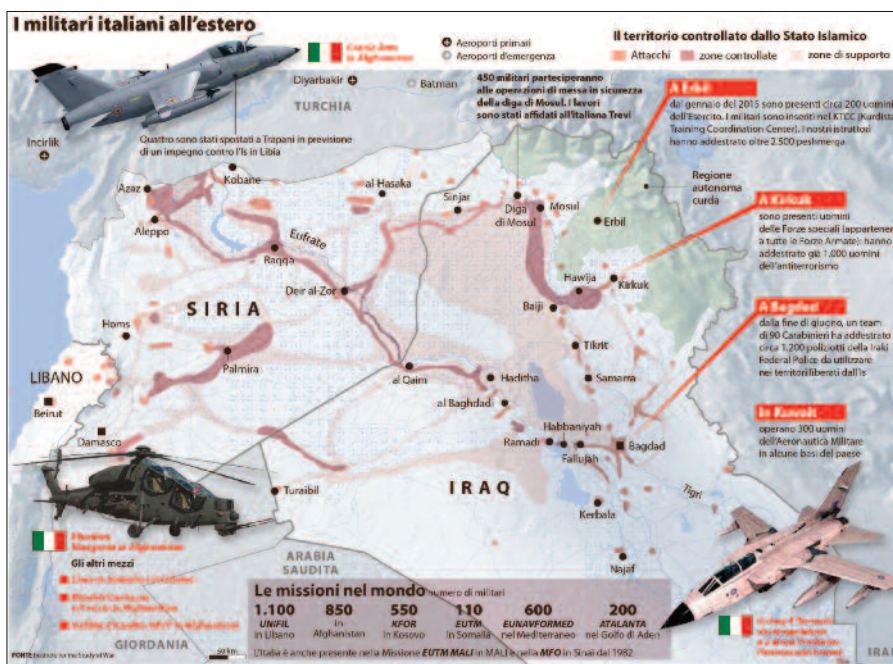 I militari italiani all'estero
Aeroporti primari
Aeroporti d'emergenza
Il territorio controllato dallo Stato Islamico
Attacchi
zone controllate
zone di supporto
in Afghanistan
Diyarbakir
Batman
TURCHIA
Incirlik
Quattro sono stati spostati a Trapani in previsione
di un impegno contro l'Is in Libia
450 militari parteciperanno
alle operazioni di messa in sicurezza
della diga di Mosul. I lavori
sono stati affidati all'italiana Trevi
A Erbil
dal gennaio del 2015 sono presenti circa 200 uomini
dell'Esercito. I militari sono inseriti nel KTCC (Kurdista
Training Coordination Center). I nostri istruttori
hanno addestrato oltre 2.500 peshmerga
Regione
autonoma
curda
A Kirkuk
sono presenti uomini
delle Forze speciali (appartener
a tutte le Forze Armate): hanno
addestrato già 1.000 uomini
dell'antiterrorismo
A Bagdad
dalla fine di giugno, un team
di 90 Carabinieri ha addestrato
circa 1.200 poliziotti della Iraki
Federal Police da utilizzare
nei territori liberati dall'Is
In Kuwait
operano 300 uomini
dell'Aeronautica Militare
in alcune basi del paese
Azaz
Kobane
Aleppo
al-Hasaka
Sinjar
Diga
di Mosul
Mosul
Erbil
Eufrate
Raqqa
Deir al-Zor
Hawija
Kirkuk
Baiji
SIRIA
Homs
Palmira
Tikrit
Samarra
LIBANO
Beirut
al Qaim
Haditha
al Baghdadi
Damasco
Habbaniyah
Ramadi
Fallujah
Bagdad
Turaibil
IRAQ
Tigri
Kerbala
Najaf
ARABIA
SAUDITA
GIORDANIA
Gli altri mezzi
Le missioni nel mondo numero di militari
1.100 850 550 110 600 200
UNIFIL in KFOR EUTM EUNAVFORMED ATALANTA
in Libano Afghanistan in Kosovo in Somalia nel Mediterraneo nel Golfo di Aden
L'Italia è anche presente nella Missione EUTM MALI in MALI e nella MFO in Sinai dal 1982
FONTE: Institute for the Study of War
50 km
IRA